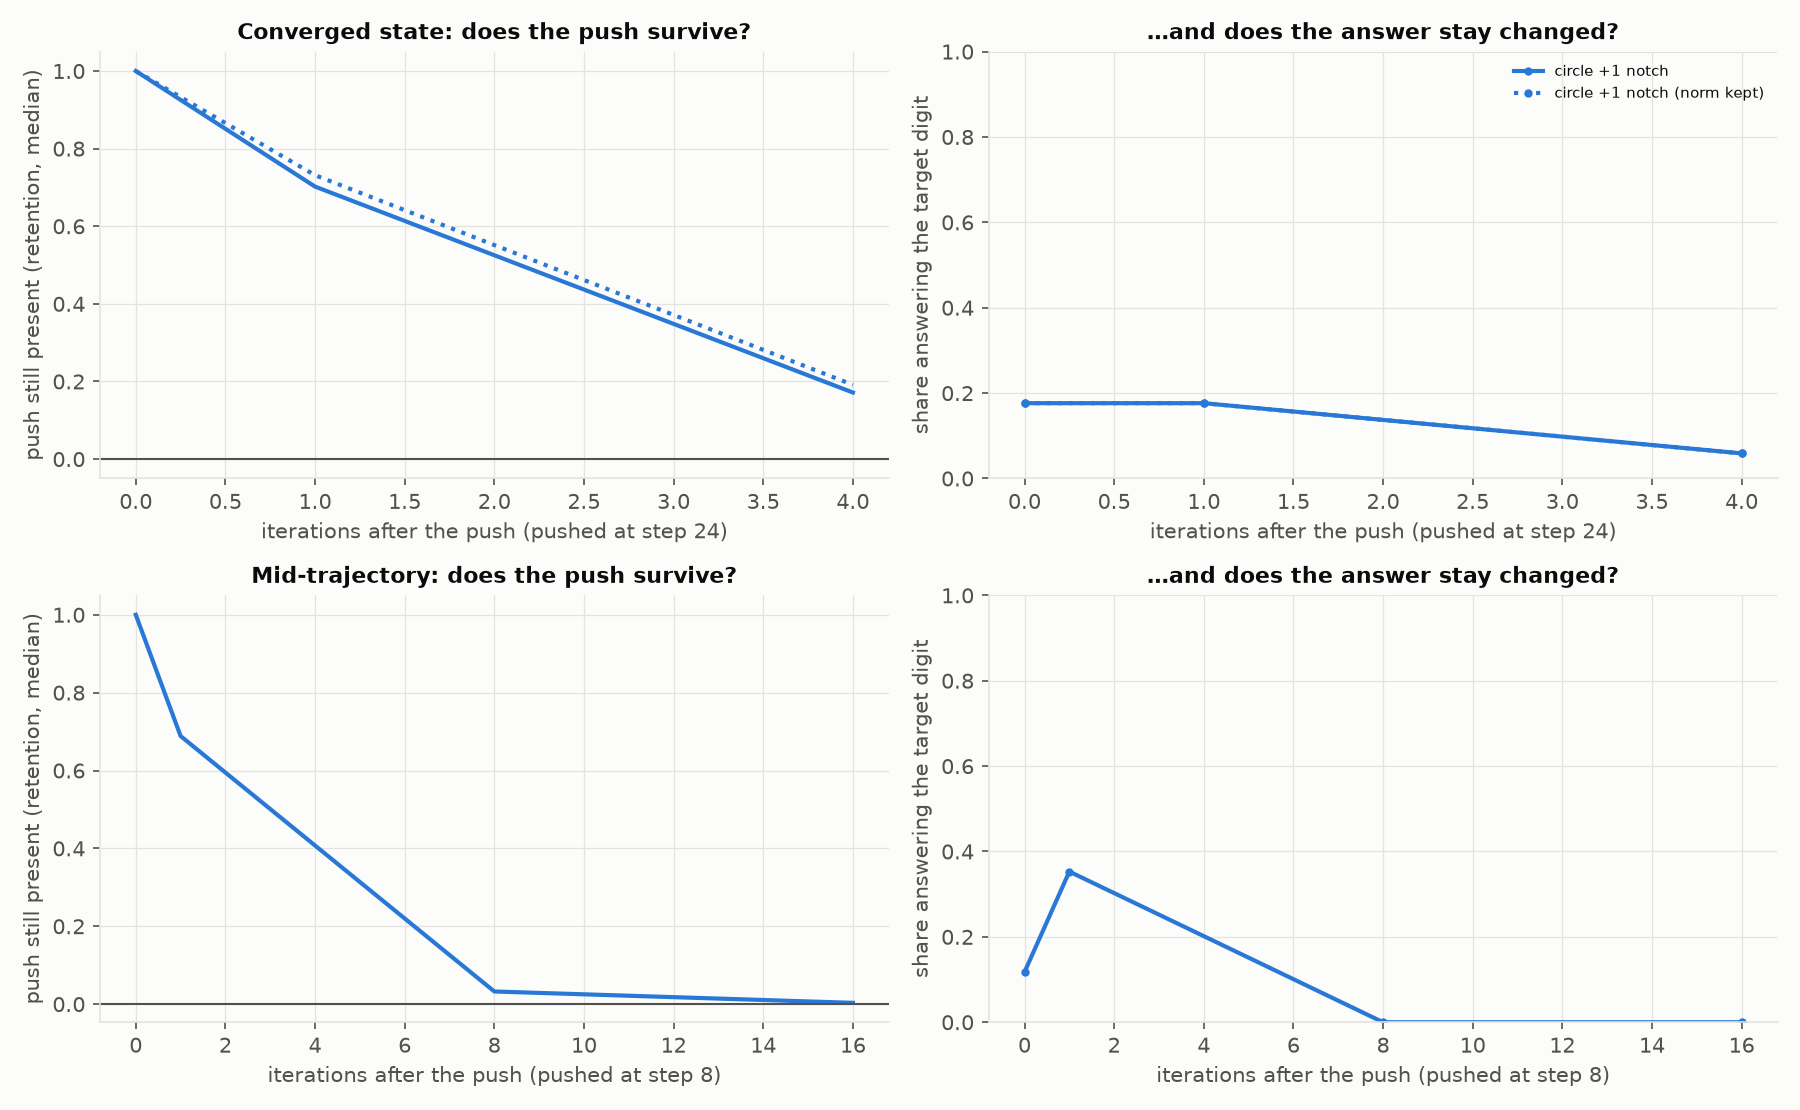 Converged state: does the push survive?
push still present (retention, median)
1.0
0.8
0.6
0.4
0.2
0.0
0.0 0.5 1.0 1.5 2.0 2.5 3.0 3.5 4.0
iterations after the push (pushed at step 24)
…and does the answer stay changed?
share answering the target digit
1.0
0.8
0.6
0.4
0.2
0.0
circle +1 notch
circle +1 notch (norm kept)
0.0 0.5 1.0 1.5 2.0 2.5 3.0 3.5 4.0
iterations after the push (pushed at step 24)
Mid-trajectory: does the push survive?
push still present (retention, median)
1.0
0.8
0.6
0.4
0.2
0.0
0 2 4 6 8 10 12 14 16
iterations after the push (pushed at step 8)
…and does the answer stay changed?
share answering the target digit
1.0
0.8
0.6
0.4
0.2
0.0
0 2 4 6 8 10 12 14 16
iterations after the push (pushed at step 8)